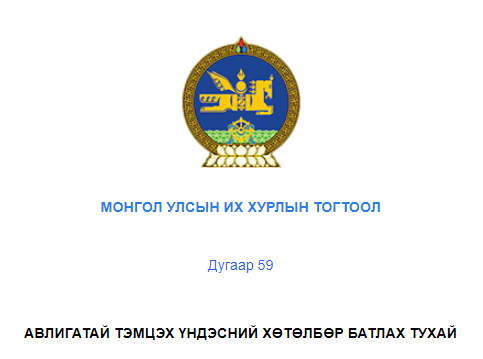 МОНГОЛ УЛСЫН ИХ ХУРЛЫН ТОГТООЛ
Дугаар 59
АВЛИГАТАЙ ТЭМЦЭХ ҮНДЭСНИЙ ХӨТӨЛБӨР БАТЛАХ ТУХАЙ